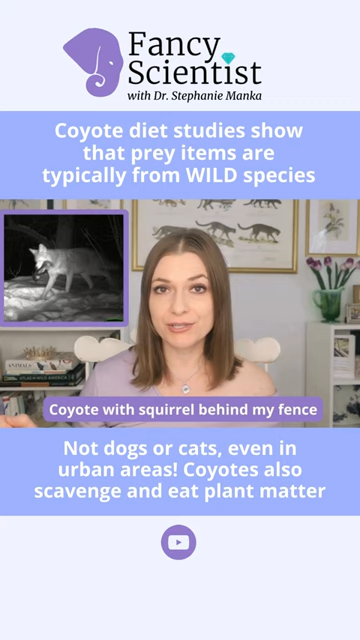 Fancy
Scientist
with Dr. Stephanie Manka
Coyote diet studies show
that prey items are
typically from WILD species
Coyote with squirrel behind my fence
Not dogs or cats, even in
urban areas! Coyotes also
scavenge and eat plant matter